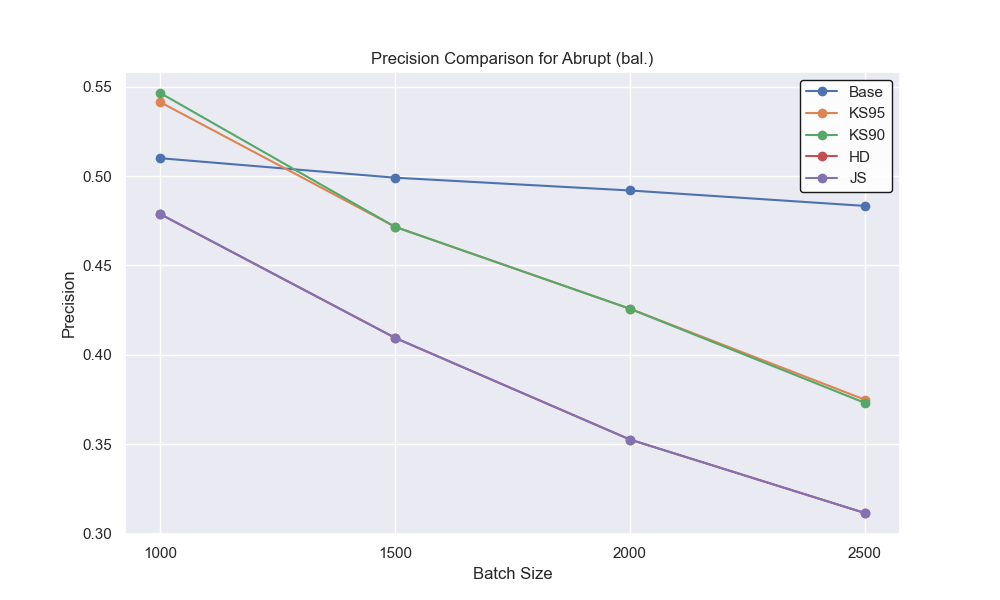 Precision Comparison for Abrupt (bal.)
Precision
0.55
0.50
0.45
0.40
0.35
0.30
1000
1500
2000
2500
Batch Size
Base
KS95
KS90
HD
JS